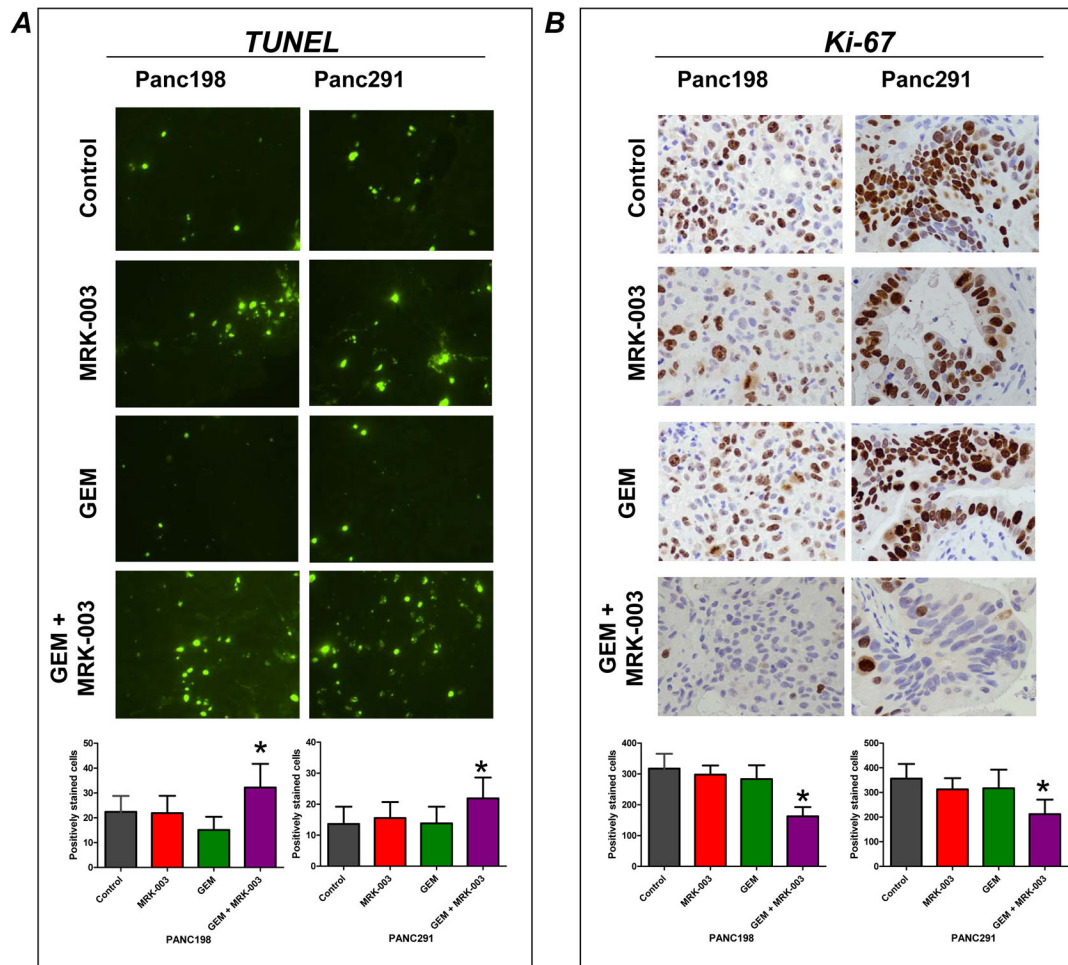 A
TUNEL
Panc198 Panc291
Control
MRK-003
GEM
GEM +
MRK-003
Positively stained cells
50
40
30
20
10
0
Control
MRK-003
GEM
GEM + MRK-003
PANC198
Positively stained cells
40
30
20
10
0
Control
MRK-003
GEM
GEM + MRK-003
PANC291
*
*
B
Ki-67
Panc198 Panc291
Control
MRK-003
GEM
GEM +
MRK-003
Positively stained cells
400
300
200
100
0
Control
MRK-003
GEM
GEM + MRK-003
PANC198
Positively stained cells
500
400
300
200
100
0
Control
MRK-003
GEM
GEM + MRK-003
PANC291
*
*